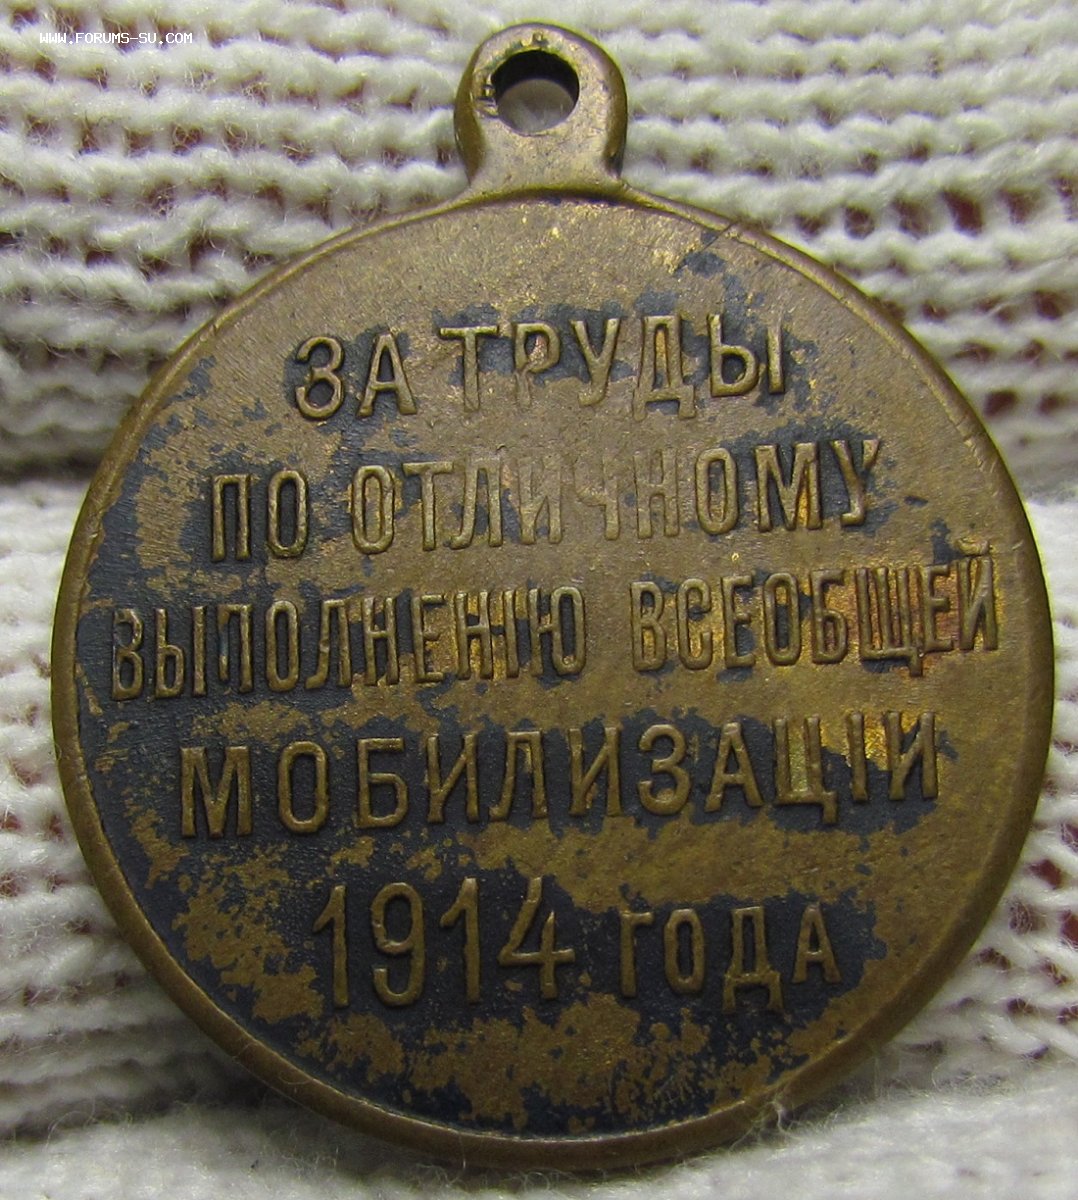 WWW.FORUMS-SU.COM
ЗА ТРУДЫ
ПО ОТЛИЧНОМУ
ВЫПОЛНЕНІЮ ВСЕОБЩЕЙ
МОБИЛИЗАЦІИ
1914 ГОДА